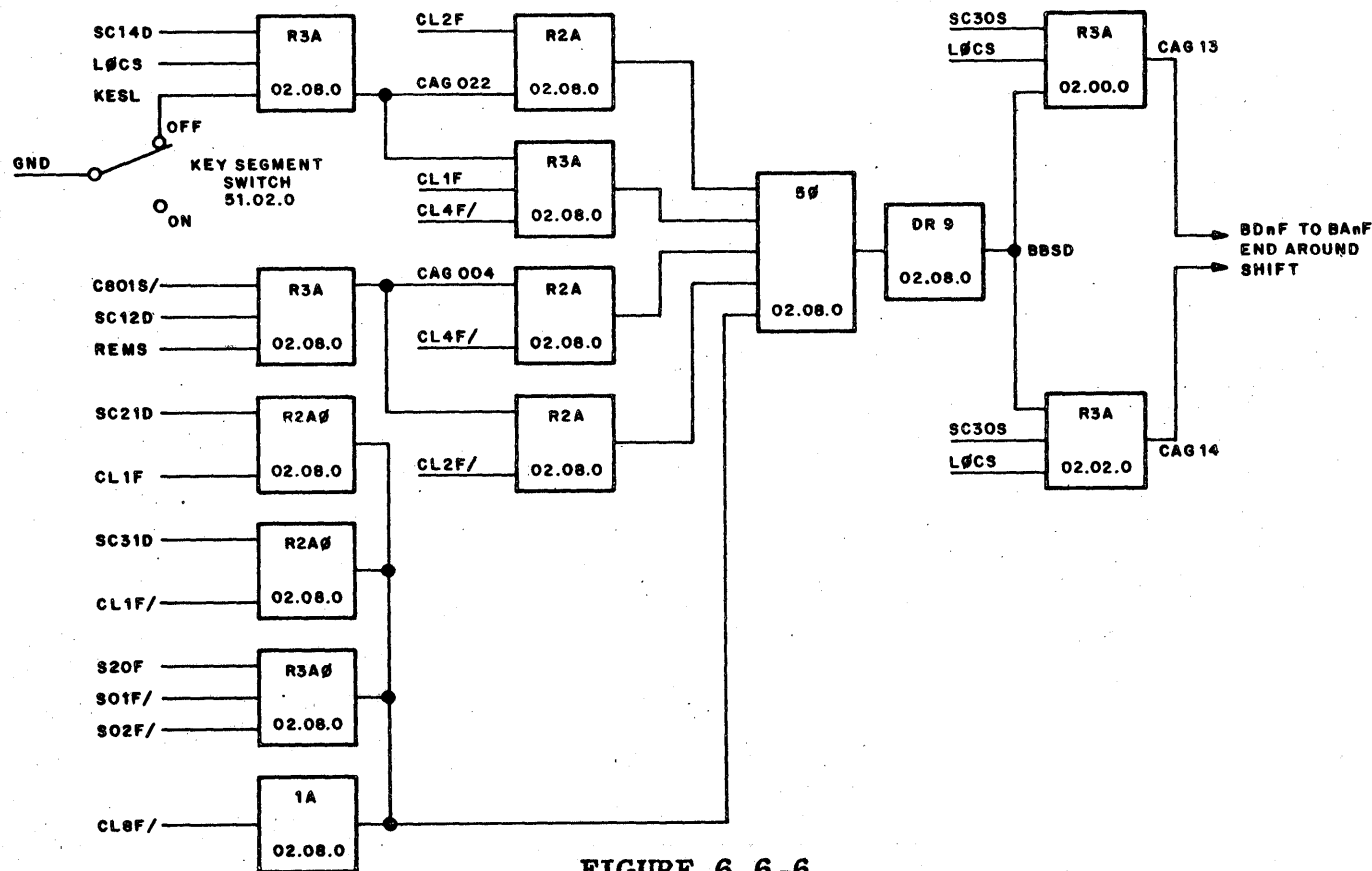 SC14D
LØCS
KESL
R3A
02.08.0
OFF
GND
KEY SEGMENT
SWITCH
51.02.0
ON
CL2F
CAG 022
R2A
02.08.0
CL1F
CL4F/
R3A
02.08.0
C801S/
SC12D
REMS
R3A
02.08.0
CAG 004
CL4F/
R2A
02.08.0
CL2F/
R2A
02.08.0
SC21D
CL1F
R2AØ
02.08.0
SC31D
CL1F/
R2AØ
02.08.0
S20F
S01F/
S02F/
R3AØ
02.08.0
CL8F/
1A
02.08.0
5Ø
02.08.0
DR 9
02.08.0
BBSD
SC30S
LØCS
R3A
02.00.0
CAG 13
BDnF TO BAnF
END AROUND
SHIFT
SC30S
LØCS
R3A
02.02.0
CAG 14
FIGURE 6.6-6